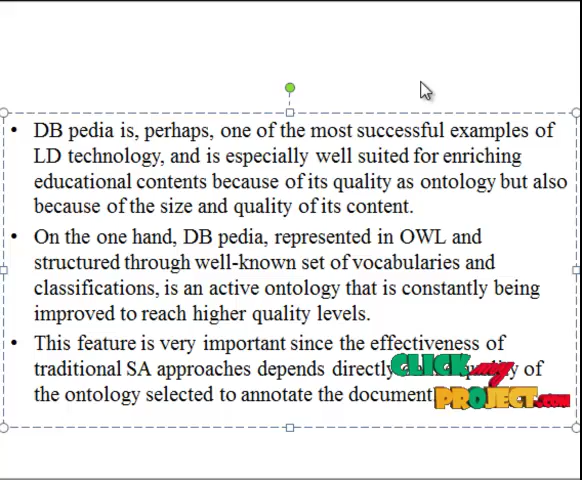 • DB pedia is, perhaps, one of the most successful examples of
LD technology, and is especially well suited for enriching
educational contents because of its quality as ontology but also
because of the size and quality of its content.
• On the one hand, DB pedia, represented in OWL and
structured through well-known set of vocabularies and
classifications, is an active ontology that is constantly being
improved to reach higher quality levels.
• This feature is very important since the effectiveness of
traditional SA approaches depends directly of
the ontology selected to annotate the document
CLICK MY
PROJECT.COM